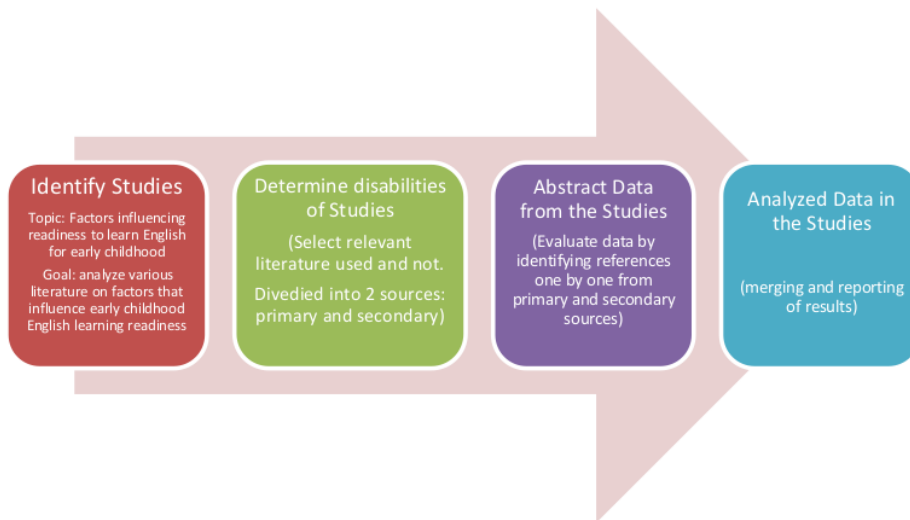 Identify Studies
Topic: Factors influencing
readiness to learn English
for early childhood
Goal: analyze various
literature on factors that
influence early childhood
English learning readiness
Determine disabilities
of Studies
(Select relevant
literature used and not.
Divedied into 2 sources:
primary and secondary)
Abstract Data
from the Studies
(Evaluate data by
identifying references
one by one from
primary and secondary
sources)
Analyzed Data in
the Studies
(merging and reporting
of results)